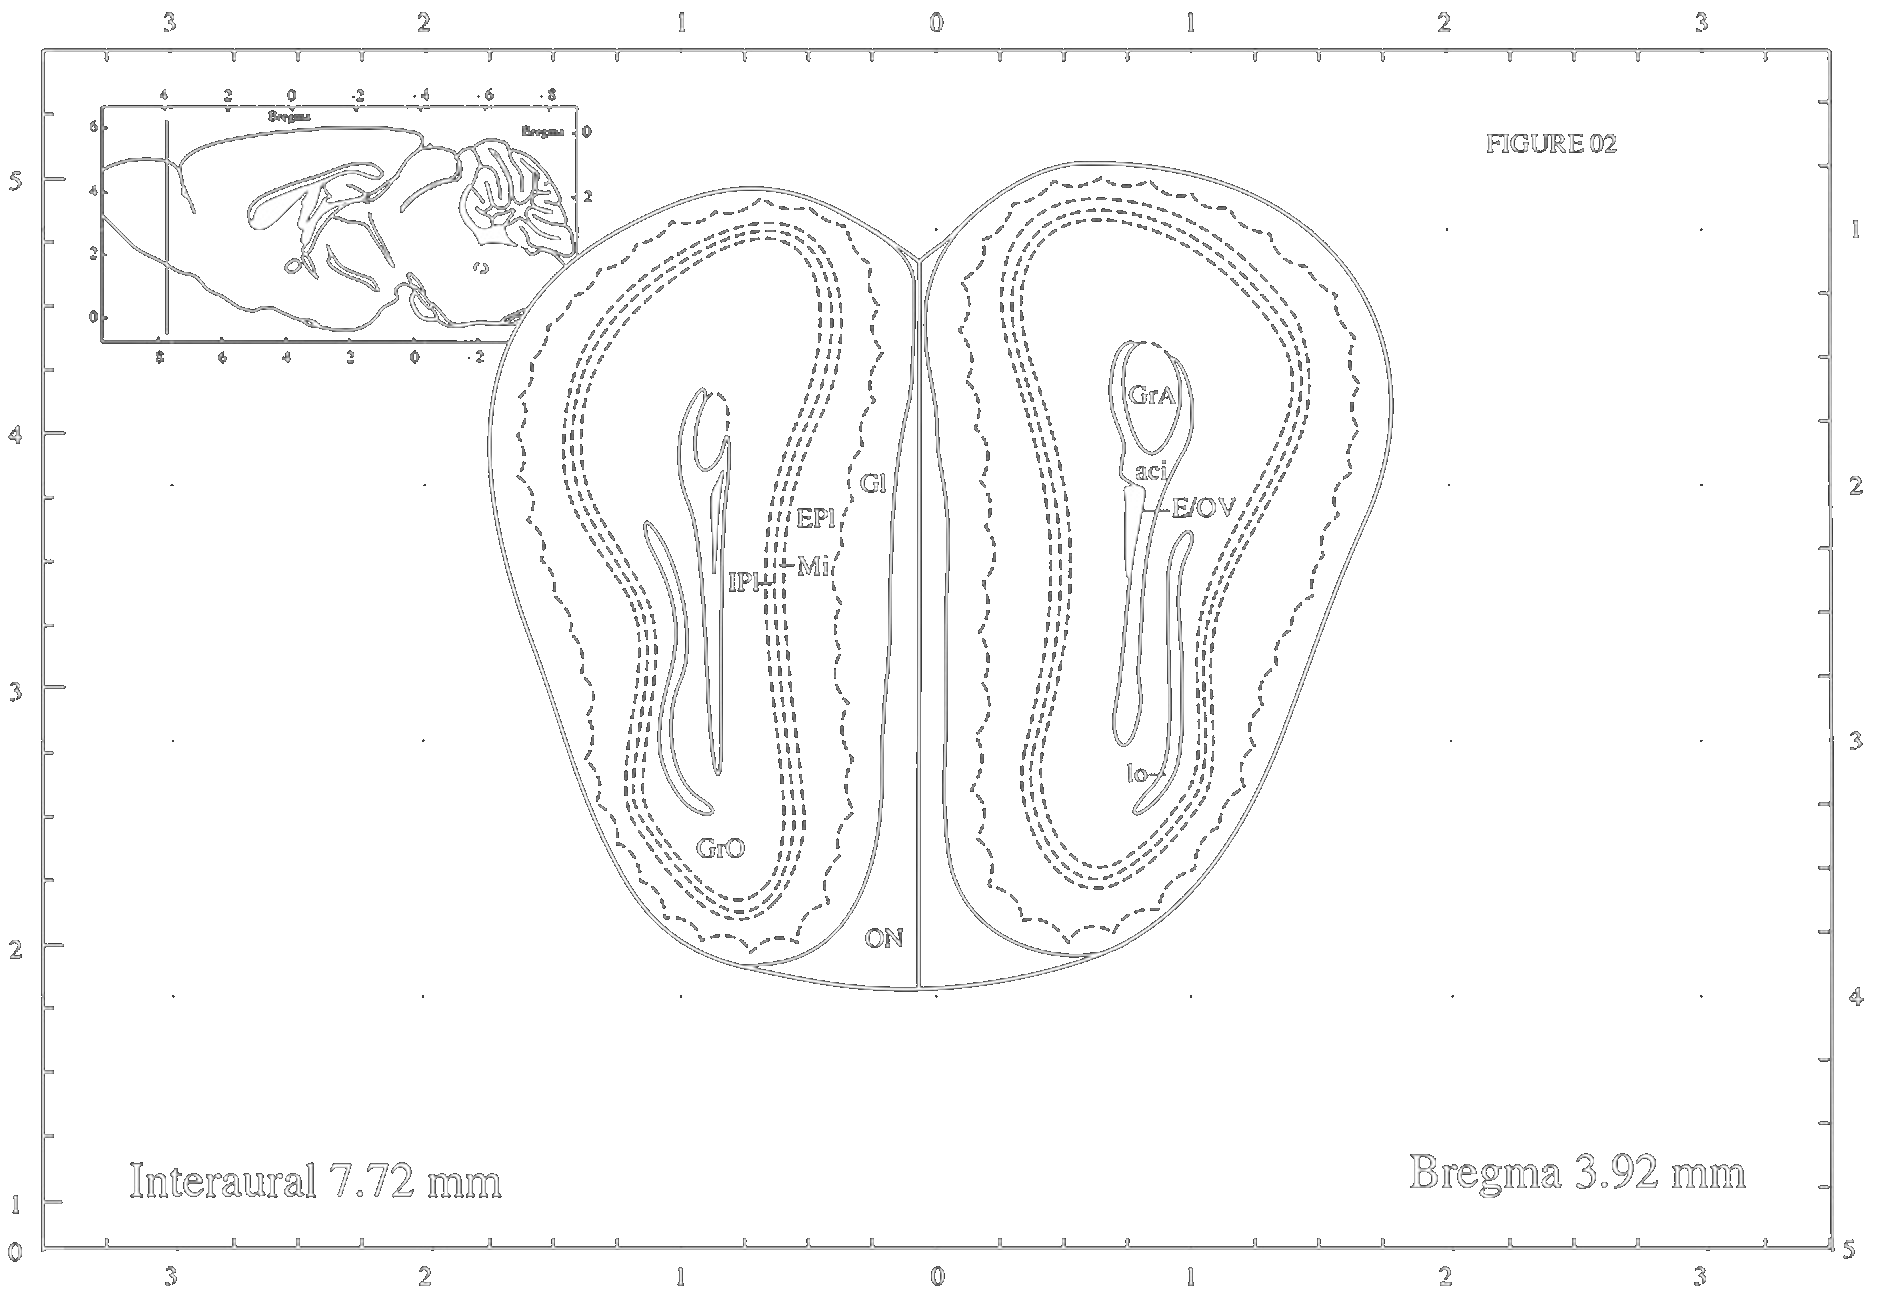 3 2 1 0 1 2 3
4 2 0 -2 -4 -6 -8
Bregma
6
Bregma
0
FIGURE 02
5
4
2
2
1
0
8 6 4 2 0 -2
GrA
4
aci
Gl
2
E/OV
EPl
Mi
IPl
3
3
lo
GrO
ON
2
4
Interaural 7.72 mm
Bregma 3.92 mm
1
0
5
3 2 1 0 1 2 3